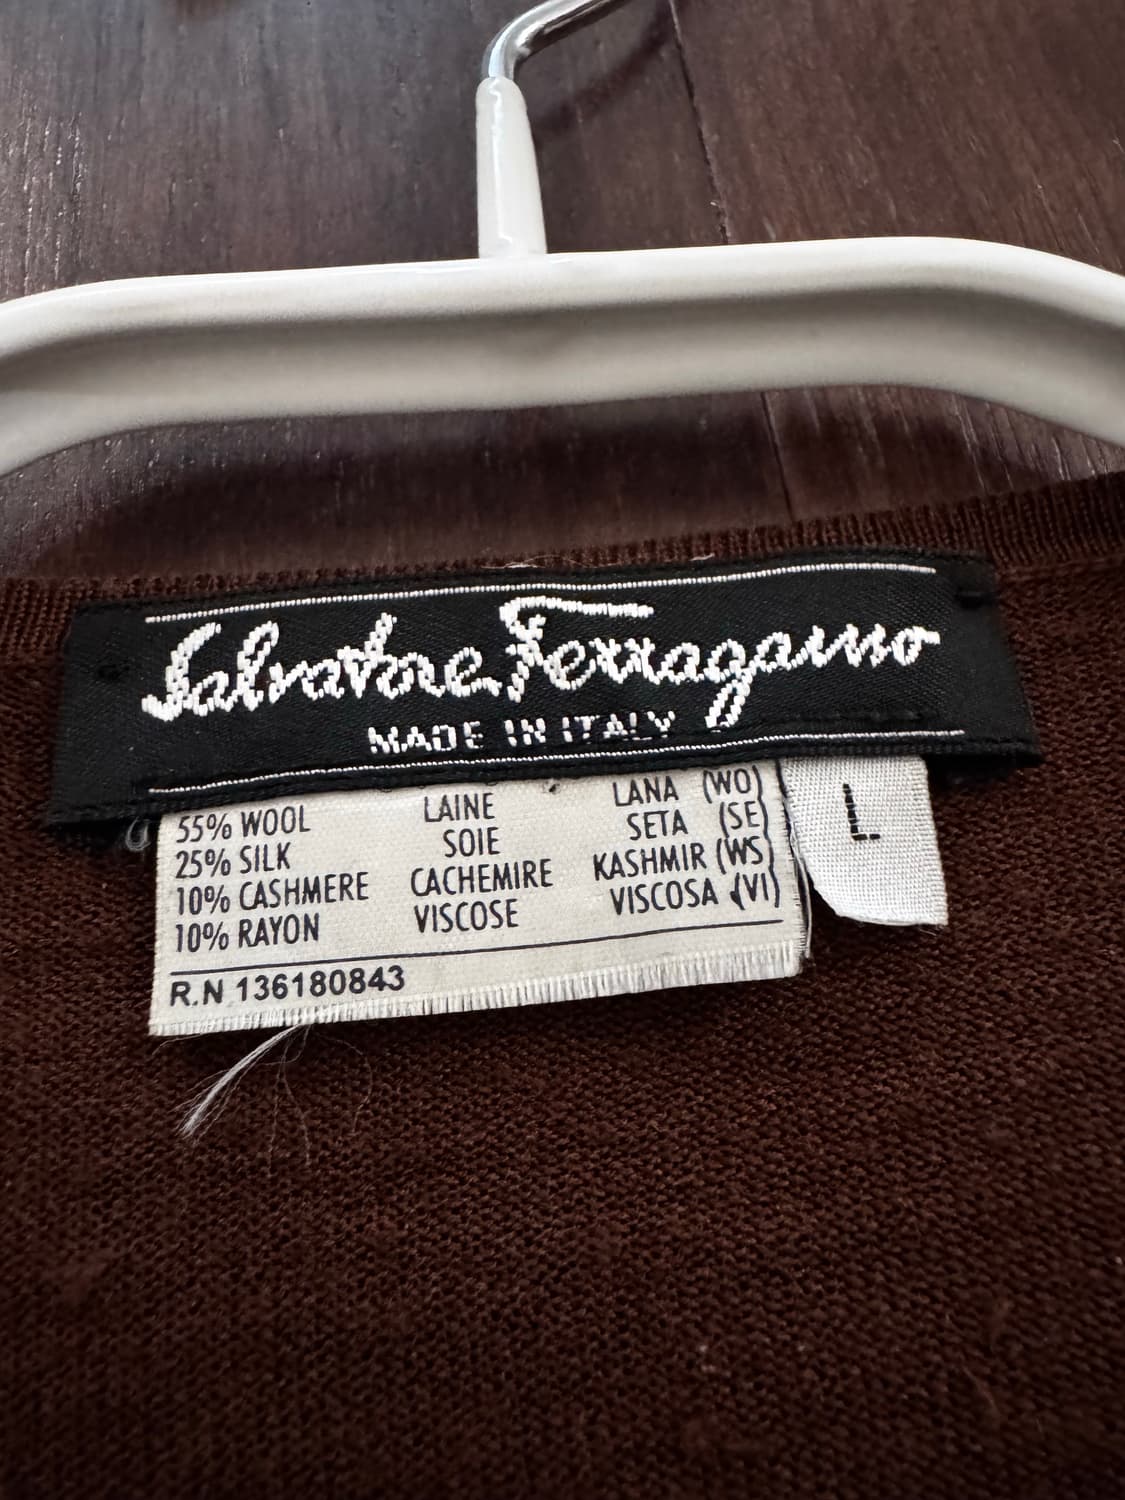 Salvatore Ferragamo
MADE IN ITALY
55% WOOL LAINE LANA (WO)
25% SILK SOIE SETA (SE)
10% CASHMERE CACHEMIRE KASHMIR (WS)
10% RAYON VISCOSE VISCOSA (VI)
R.N 136180843
L